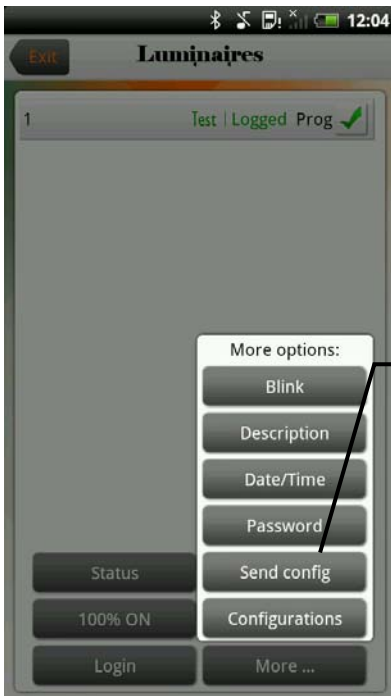 12:04
Exit
Luminaires
1 Test | Logged Prog
More options:
Blink
Description
Date/Time
Password
Status
Send config
100% ON
Configurations
Login
More ...